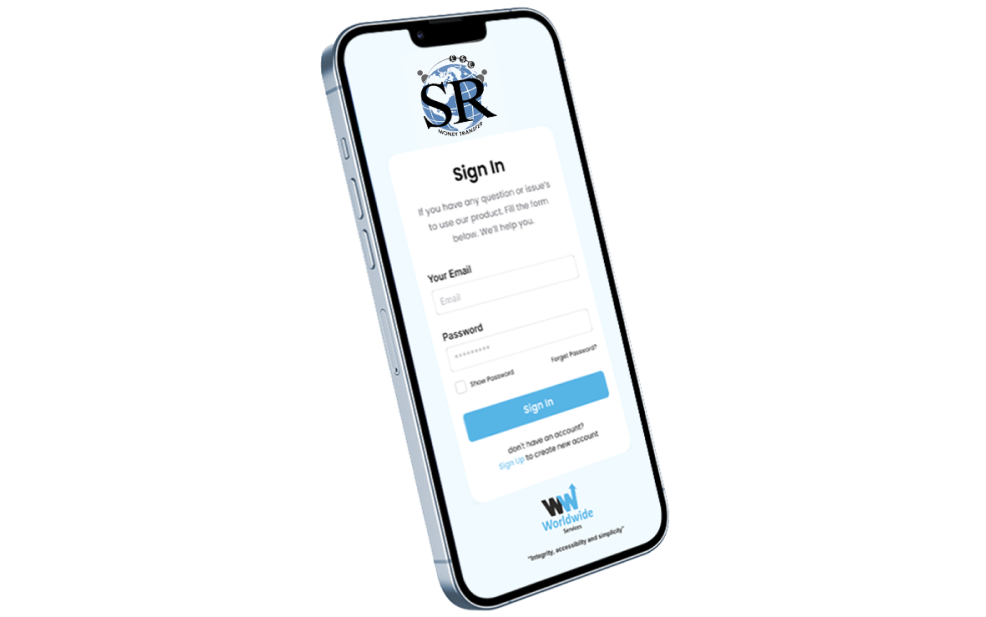 SR
MONEY TRANSFER
Sign In
If you have any question or issue's
to use our product. Fill the form
below. We'll help you.
Your Email
Email
Password
*********
Show Password
Forget Password?
Sign In
don't have an account?
Sign Up to create new account
WW
Worldwide
Services
"Integrity, accessibility and simplicity"